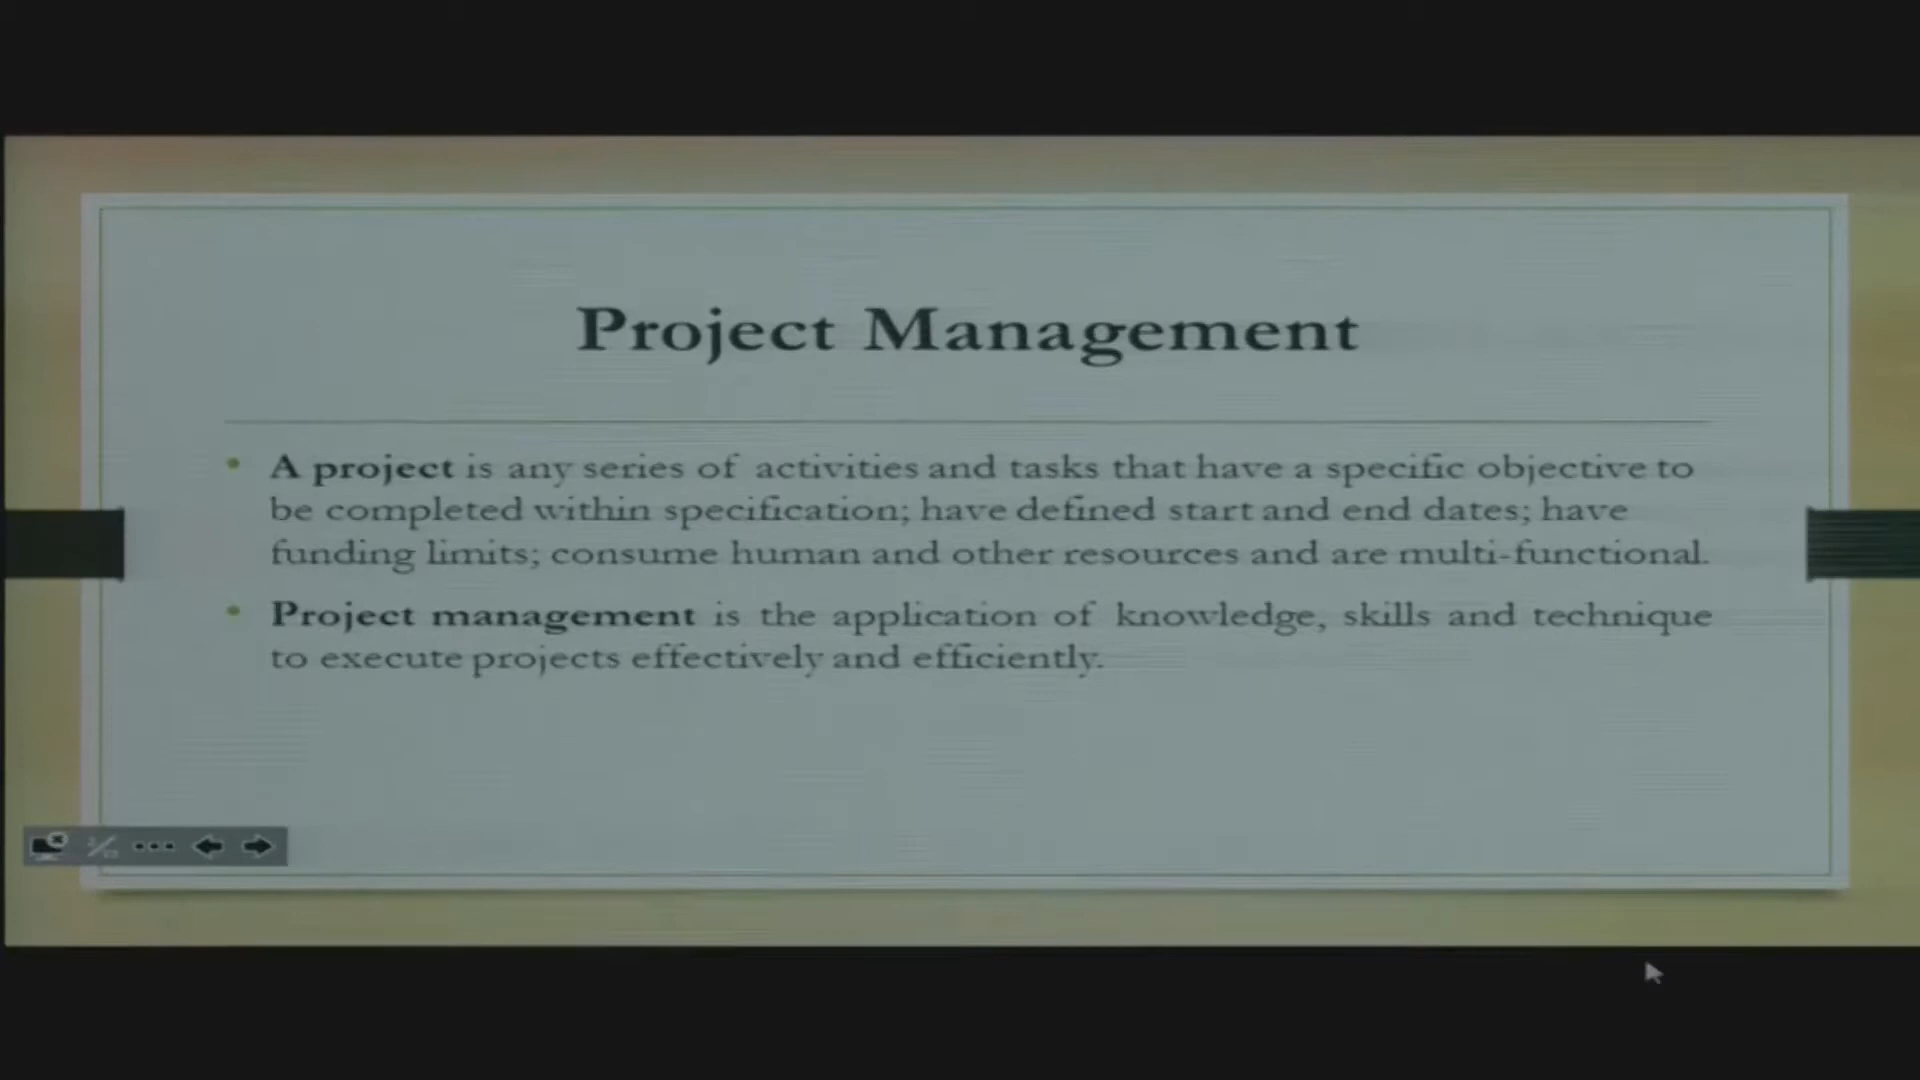 Project Management
A project is any series of activities and tasks that have a specific objective to
be completed within specification; have defined start and end dates; have
funding limits; consume human and other resources and are multi-functional.
Project management is the application of knowledge, skills and technique
to execute projects effectively and efficiently.